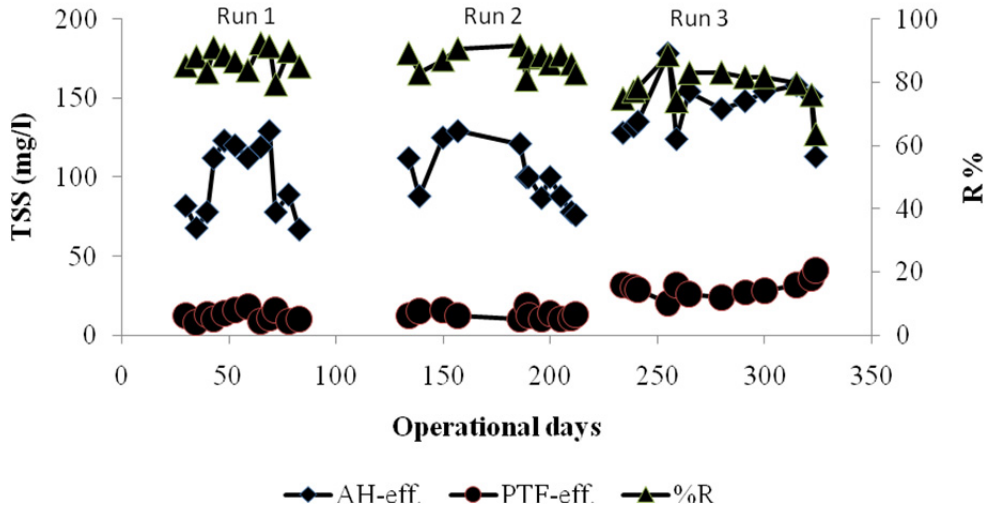 Run 1 Run 2 Run 3
200 100
150 80
60
100
40
50
20
0 0
0 50 100 150 200 250 300 350
TSS (mg/l)
R %
Operational days
AH-eff. PTF-eff. %R